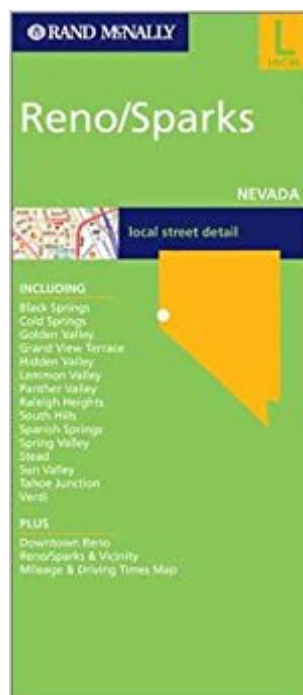 RAND McNALLY
L
LOCAL
Reno/Sparks
NEVADA
local street detail
INCLUDING
Black Springs
Cold Springs
Golden Valley
Grand View Terrace
Hidden Valley
Lemmon Valley
Panther Valley
Raleigh Heights
South Hills
Spanish Springs
Spring Valley
Stead
Sun Valley
Tahoe Junction
Verdi
PLUS
Downtown Reno
Reno/Sparks & Vicinity
Mileage & Driving Times Map